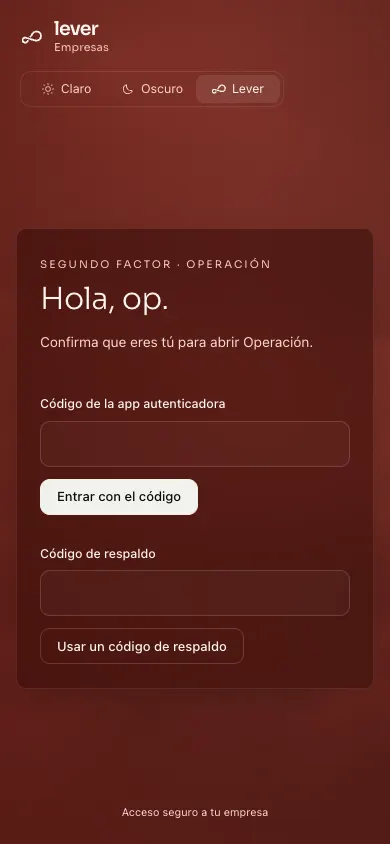 lever
Empresas
Claro
Oscuro
Lever
SEGUNDO FACTOR · OPERACIÓN
Hola, op.
Confirma que eres tú para abrir Operación.
Código de la app autenticadora
Entrar con el código
Código de respaldo
Usar un código de respaldo
Acceso seguro a tu empresa